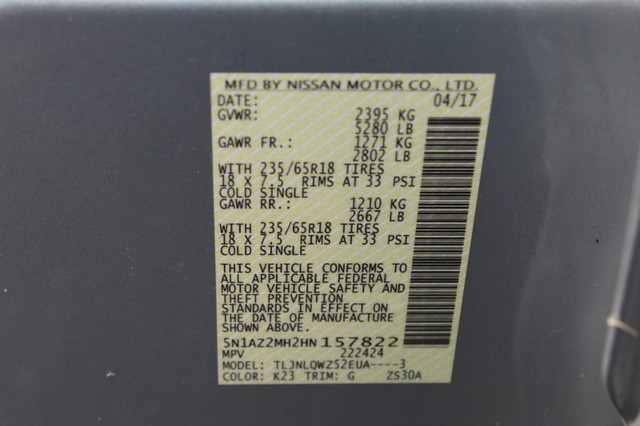 MFD BY NISSAN MOTOR CO., LTD.
DATE: 04/17
GVWR: 2395 KG
5280 LB
GAWR FR.: 1271 KG
2802 LB
WITH 235/65R18 TIRES
18 X 7.5 RIMS AT 33 PSI
COLD SINGLE
GAWR RR.: 1210 KG
2667 LB
WITH 235/65R18 TIRES
18 X 7.5 RIMS AT 33 PSI
COLD SINGLE
THIS VEHICLE CONFORMS TO
ALL APPLICABLE FEDERAL
MOTOR VEHICLE SAFETY AND
THEFT PREVENTION
STANDARDS IN EFFECT ON
THE DATE OF MANUFACTURE
SHOWN ABOVE.
5N1AZ2MH2HN157822
MPV 222424
MODEL: TLJNLQWZ52EUA----3
COLOR: K23 TRIM: G ZS30A